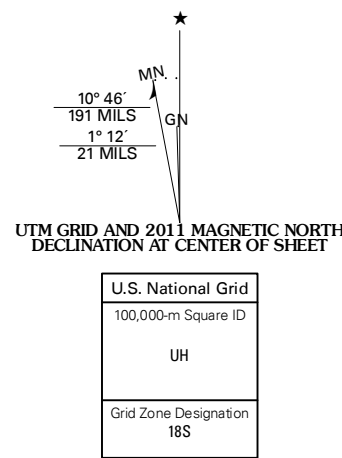 ★
MN
10° 46´
191 MILS
GN
1° 12´
21 MILS
UTM GRID AND 2011 MAGNETIC NORTH
DECLINATION AT CENTER OF SHEET
U.S. National Grid
100,000-m Square ID
UH
Grid Zone Designation
18S